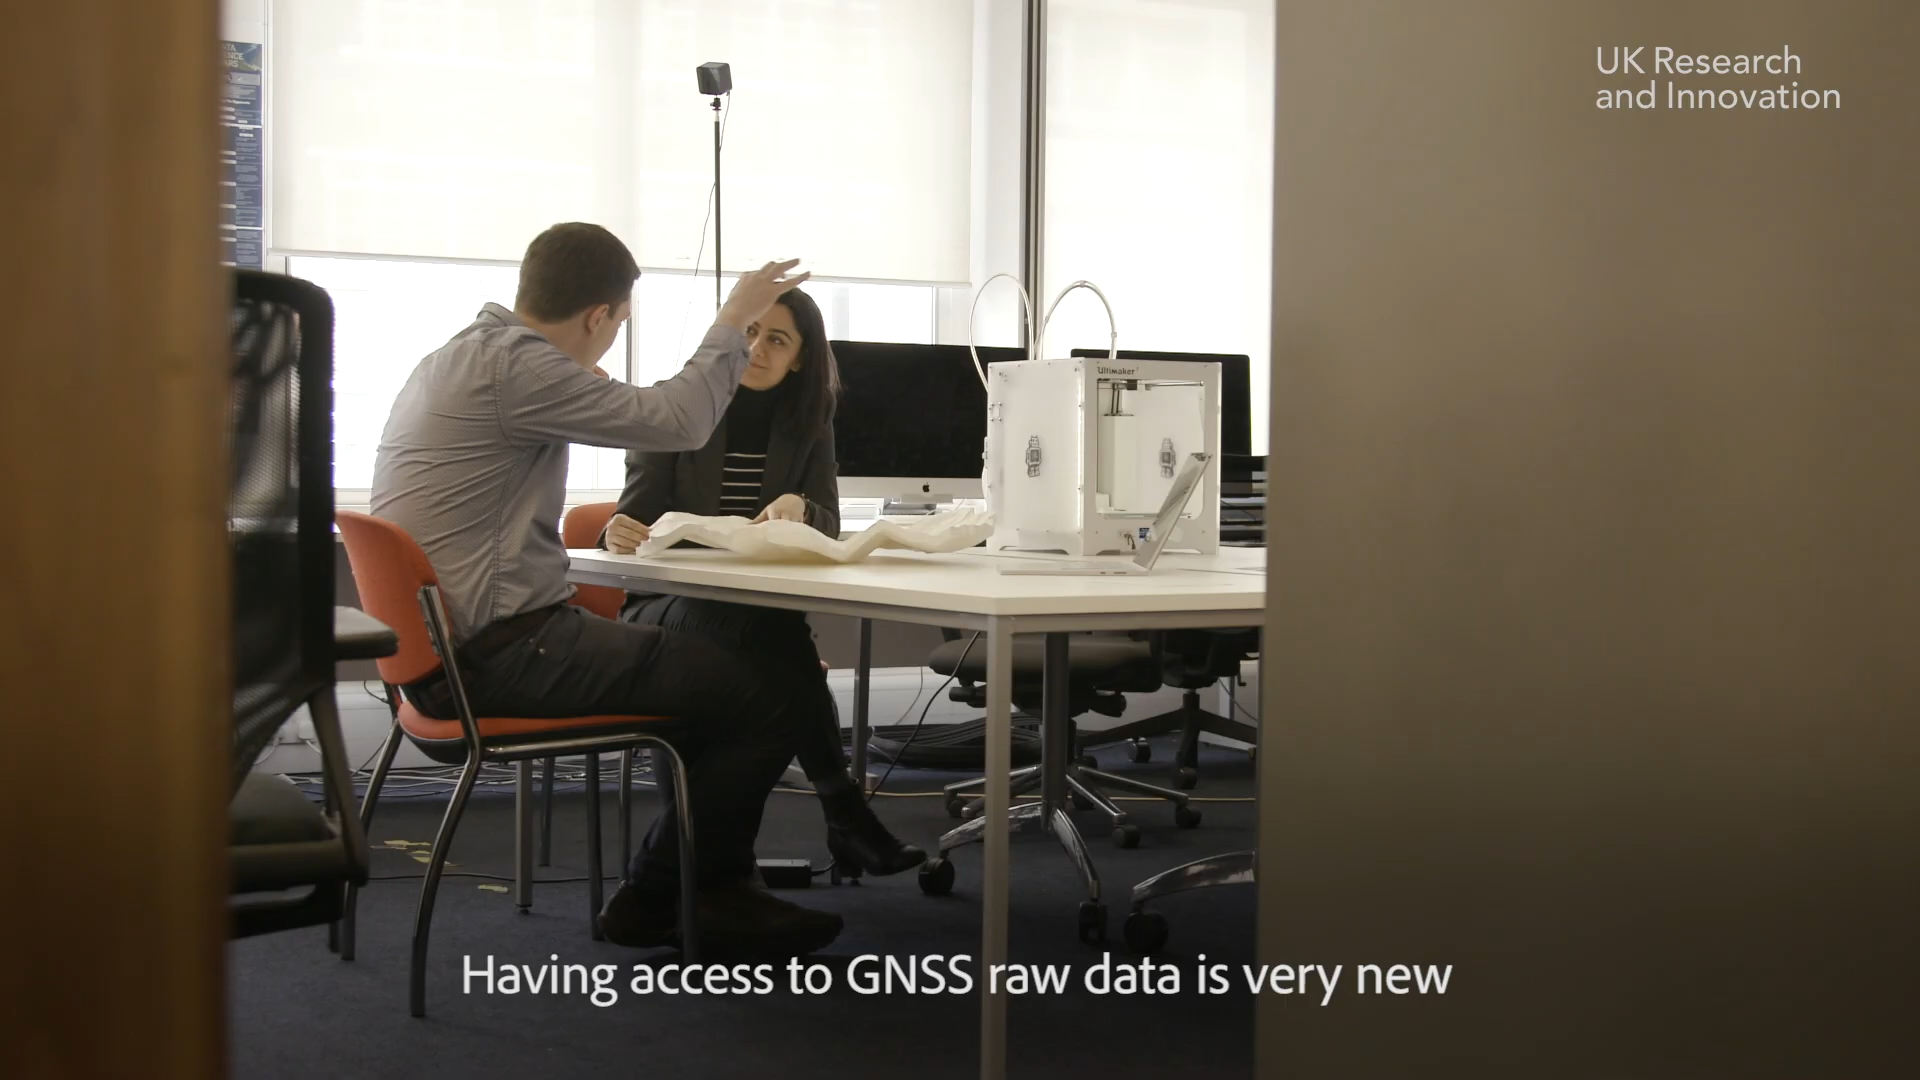 UK Research
and Innovation
Ultimaker
Having access to GNSS raw data is very new